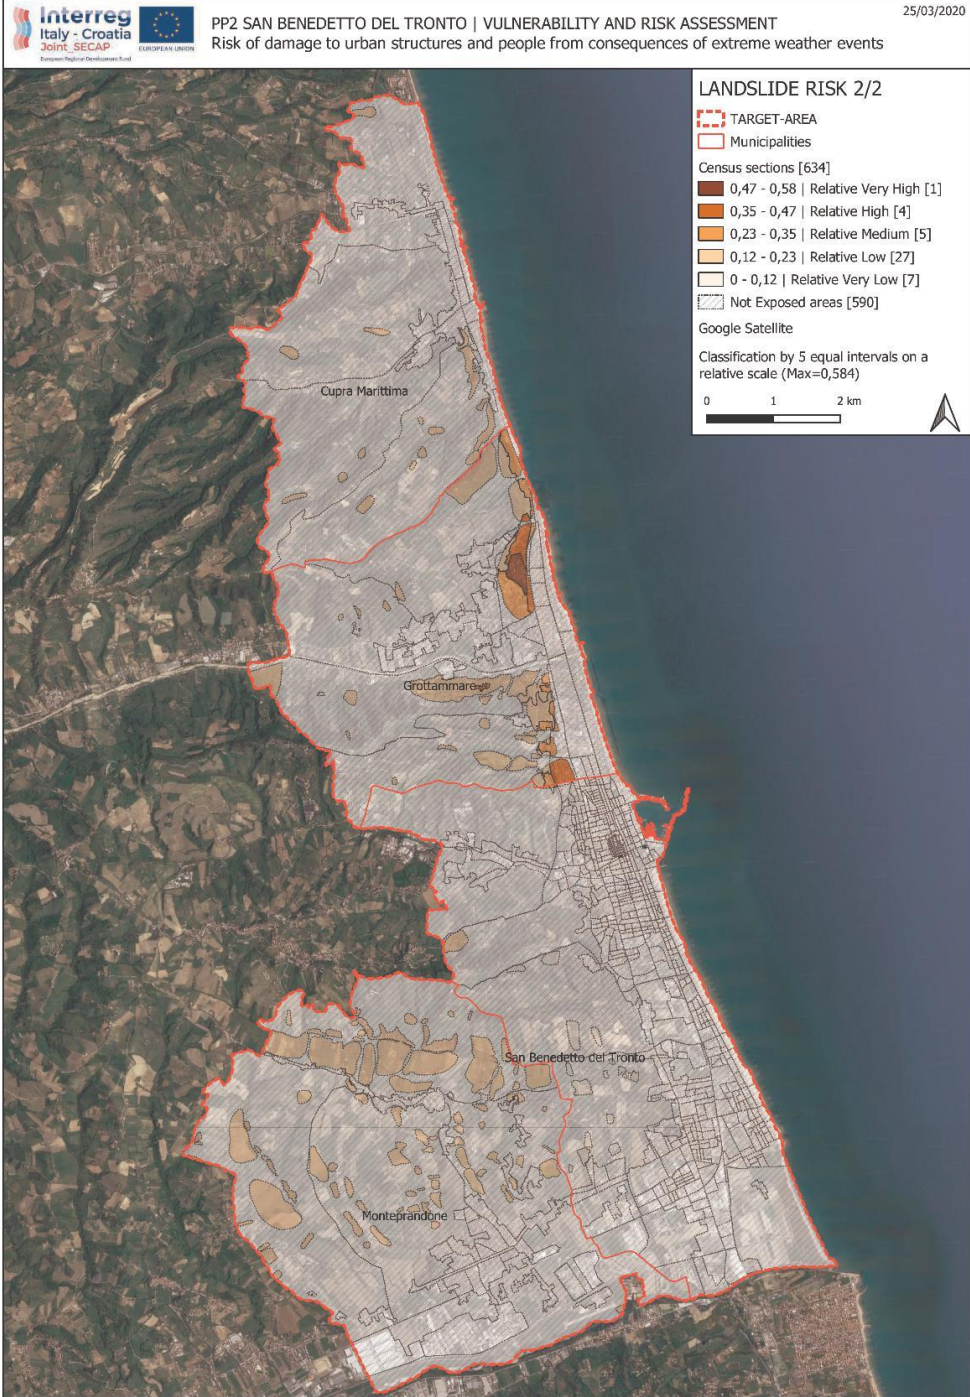 Interreg
Italy - Croatia
Joint_SECAP
European Regional Development Fund
EUROPEAN UNION
PP2 SAN BENEDETTO DEL TRONTO | VULNERABILITY AND RISK ASSESSMENT
Risk of damage to urban structures and people from consequences of extreme weather events
25/03/2020
LANDSLIDE RISK 2/2
TARGET-AREA
Municipalities
Census sections [634]
0,47 - 0,58 | Relative Very High [1]
0,35 - 0,47 | Relative High [4]
0,23 - 0,35 | Relative Medium [5]
0,12 - 0,23 | Relative Low [27]
0 - 0,12 | Relative Very Low [7]
Not Exposed areas [590]
Google Satellite
Classification by 5 equal intervals on a
relative scale (Max=0,584)
0 1 2 km
Cupra Marittima
Grottammare
San Benedetto del Tronto
Monteprandone